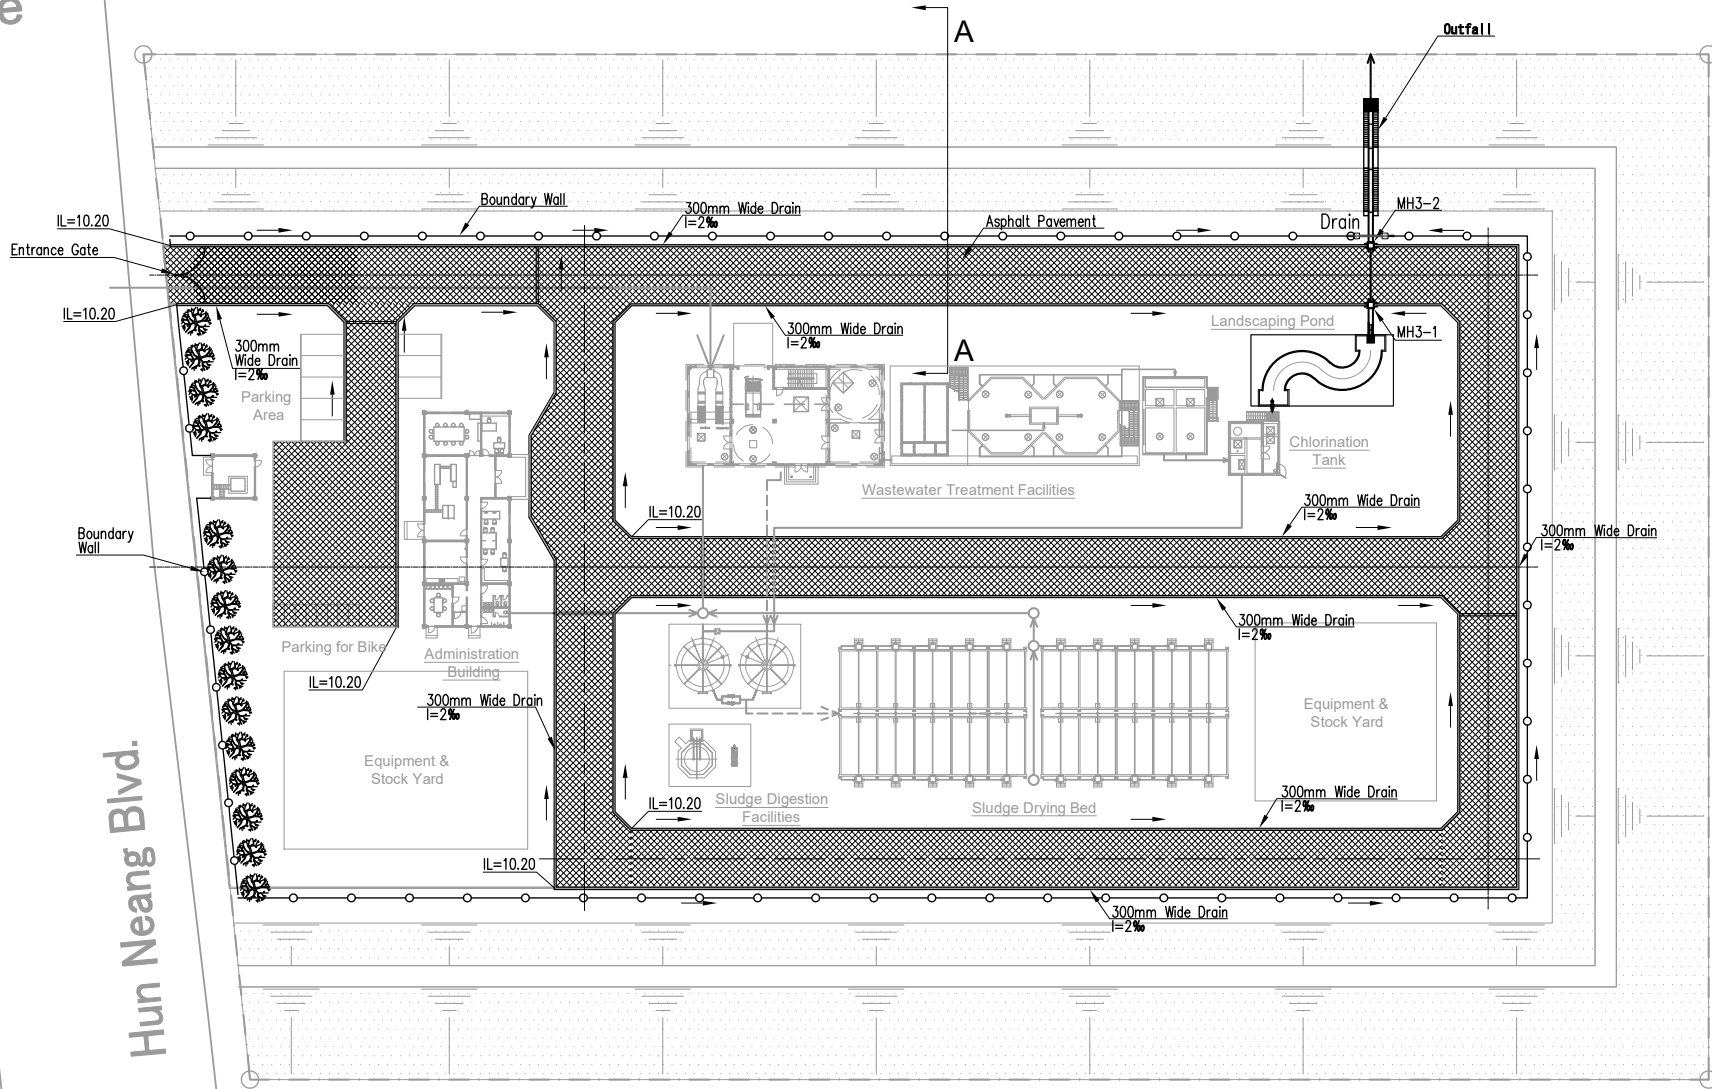 e
A
Outfall
Boundary Wall
300mm Wide Drain
I=2‰
MH3-2
Drain
Asphalt Pavement
IL=10.20
Entrance Gate
IL=10.20
300mm Wide Drain
I=2‰
Landscaping Pond
MH3-1
300mm
Wide Drain
I=2‰
A
Parking
Area
Chlorination
Tank
Wastewater Treatment Facilities
300mm Wide Drain
I=2‰
IL=10.20
Boundary
Wall
300mm Wide Drain
I=2‰
300mm Wide Drain
I=2‰
Parking for Bike
Administration
Building
IL=10.20
300mm Wide Drain
I=2‰
Equipment &
Stock Yard
Equipment &
Stock Yard
Sludge Digestion
Facilities
IL=10.20
Sludge Drying Bed
300mm Wide Drain
I=2‰
IL=10.20
300mm Wide Drain
I=2‰
Hun Neang Blvd.